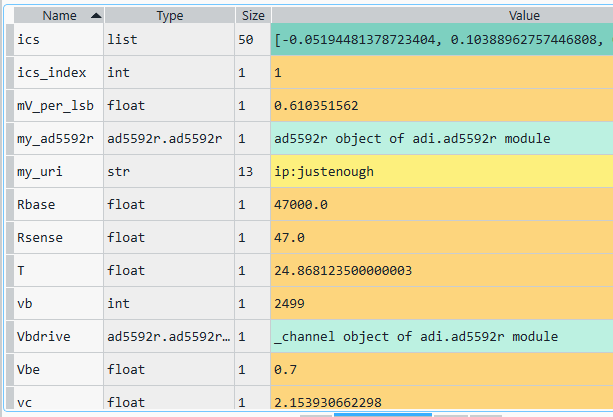 Name Type Size Value
ics list 50 [-0.05194481378723404, 0.10388962757446808,
ics_index int 1 1
mV_per_lsb float 1 0.610351562
my_ad5592r ad5592r.ad5592r 1 ad5592r object of adi.ad5592r module
my_uri str 13 ip:justenough
Rbase float 1 47000.0
Rsense float 1 47.0
T float 1 24.868123500000003
vb int 1 2499
Vbdrive ad5592r.ad5592r… 1 _channel object of adi.ad5592r module
Vbe float 1 0.7
vc float 1 2.153930662298